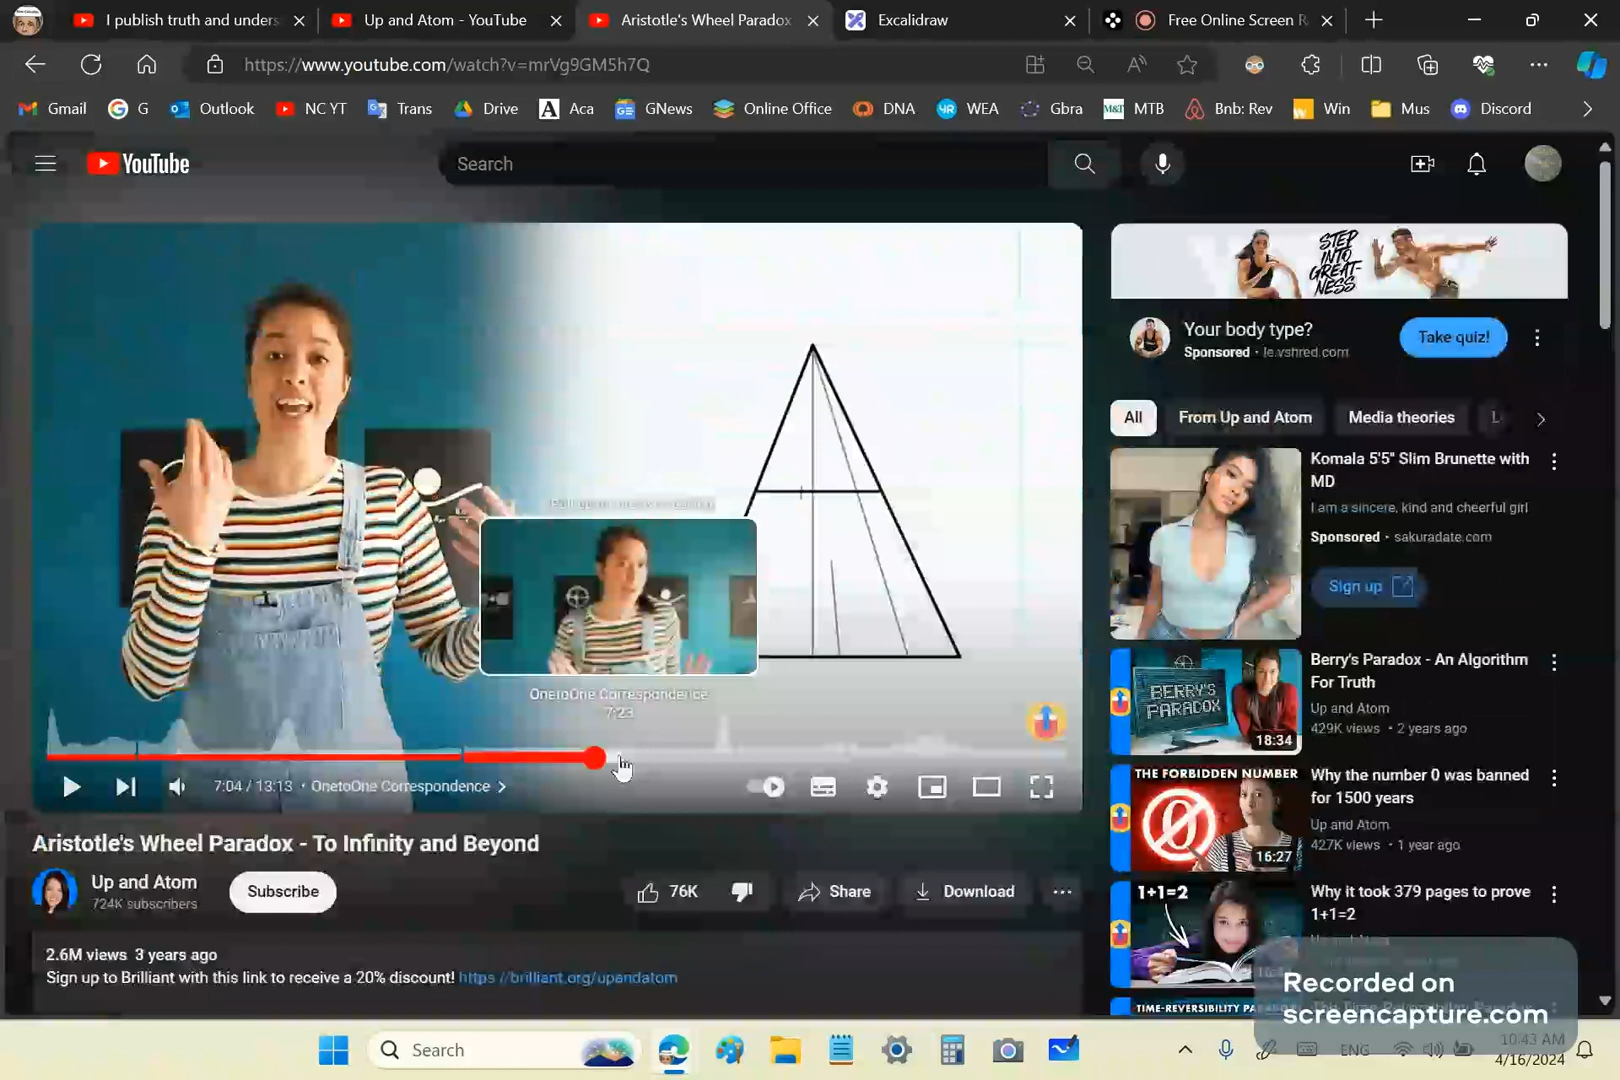 I publish truth and unders
Up and Atom - YouTube
Aristotle's Wheel Paradox
Excalidraw
Free Online Screen R
https://www.youtube.com/watch?v=mrVg9GM5h7Q
Gmail
G
Outlook
NC YT
Trans
Drive
Aca
GNews
Online Office
DNA
WEA
Gbra
MTB
Bnb: Rev
Win
Mus
Discord
YouTube
Search
STEP
INTO
GREAT-
NESS
Your body type?
Sponsored · le.vshred.com
Take quiz!
All
From Up and Atom
Media theories
Komala 5'5" Slim Brunette with
MD
I am a sincere, kind and cheerful girl
Sponsored · sakuradate.com
Sign up
OnetoOne Correspondence
7:23
7:04 / 13:13 · OnetoOne Correspondence
BERRY'S
PARADOX
18:34
Berry's Paradox - An Algorithm
For Truth
Up and Atom
429K views · 2 years ago
THE FORBIDDEN NUMBER
0
16:27
Why the number 0 was banned
for 1500 years
Up and Atom
427K views · 1 year ago
1+1=2
Why it took 379 pages to prove
1+1=2
Aristotle's Wheel Paradox - To Infinity and Beyond
Up and Atom
724K subscribers
Subscribe
76K
Share
Download
2.6M views 3 years ago
Sign up to Brilliant with this link to receive a 20% discount! https://brilliant.org/upandatom
Recorded on
screencapture.com
Search
ENG
10:43 AM
4/16/2024